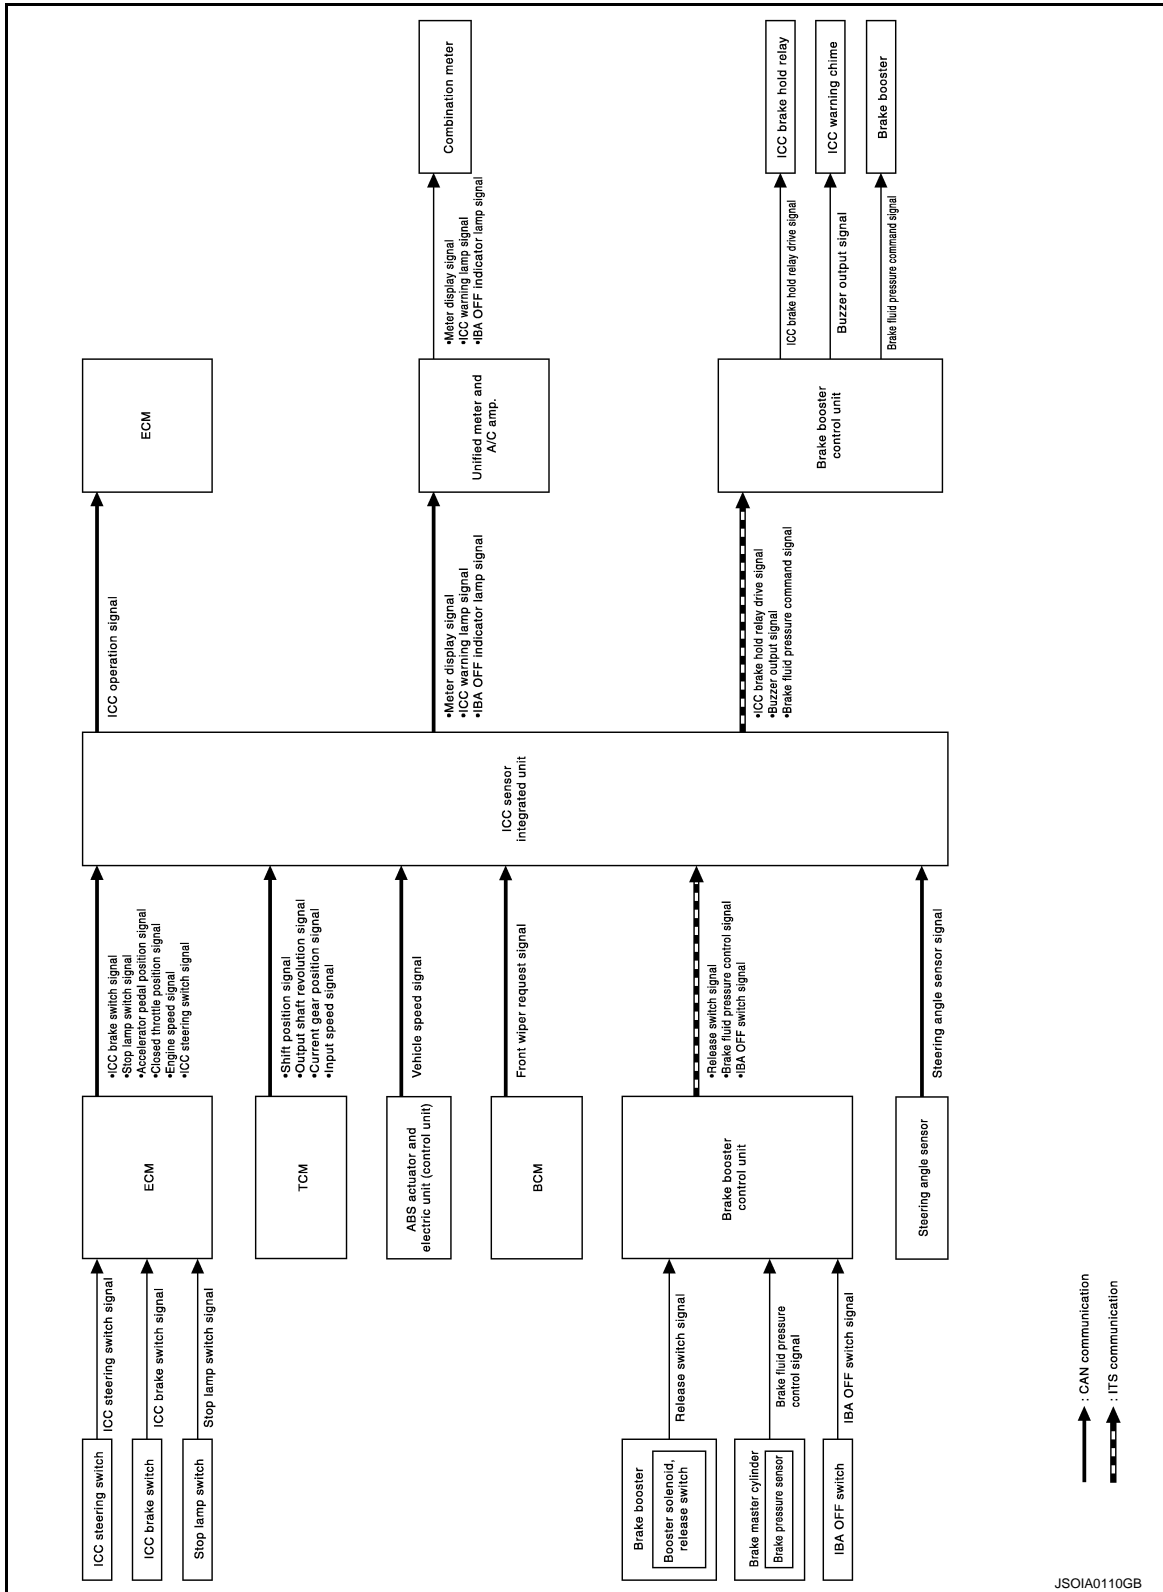 ICC steering switch
ICC brake switch
Stop lamp switch
Brake booster
Booster solenoid,
release switch
Brake master cylinder
Brake pressure sensor
IBA OFF switch
ICC steering switch signal
ICC brake switch signal
Stop lamp switch signal
Release switch signal
Brake fluid pressure
control signal
IBA OFF switch signal
ECM
TCM
ABS actuator and
electric unit (control unit)
BCM
Brake booster
control unit
Steering angle sensor
•ICC brake switch signal
•Stop lamp switch signal
•Accelerator pedal position signal
•Closed throttle position signal
•Engine speed signal
•ICC steering switch signal
•Shift position signal
•Output shaft revolution signal
•Current gear position signal
•Input speed signal
Vehicle speed signal
Front wiper request signal
•Release switch signal
•Brake fluid pressure control signal
•IBA OFF switch signal
Steering angle sensor signal
ICC sensor
integrated unit
ICC operation signal
•Meter display signal
•ICC warning lamp signal
•IBA OFF indicator lamp signal
•ICC brake hold relay drive signal
•Buzzer output signal
•Brake fluid pressure command signal
ECM
Unified meter and
A/C amp.
Brake booster
control unit
•Meter display signal
•ICC warning lamp signal
•IBA OFF indicator lamp signal
ICC brake hold relay drive signal
Buzzer output signal
Brake fluid pressure command signal
Combination meter
ICC brake hold relay
ICC warning chime
Brake booster
: CAN communication
: ITS communication
JSOIA0110GB